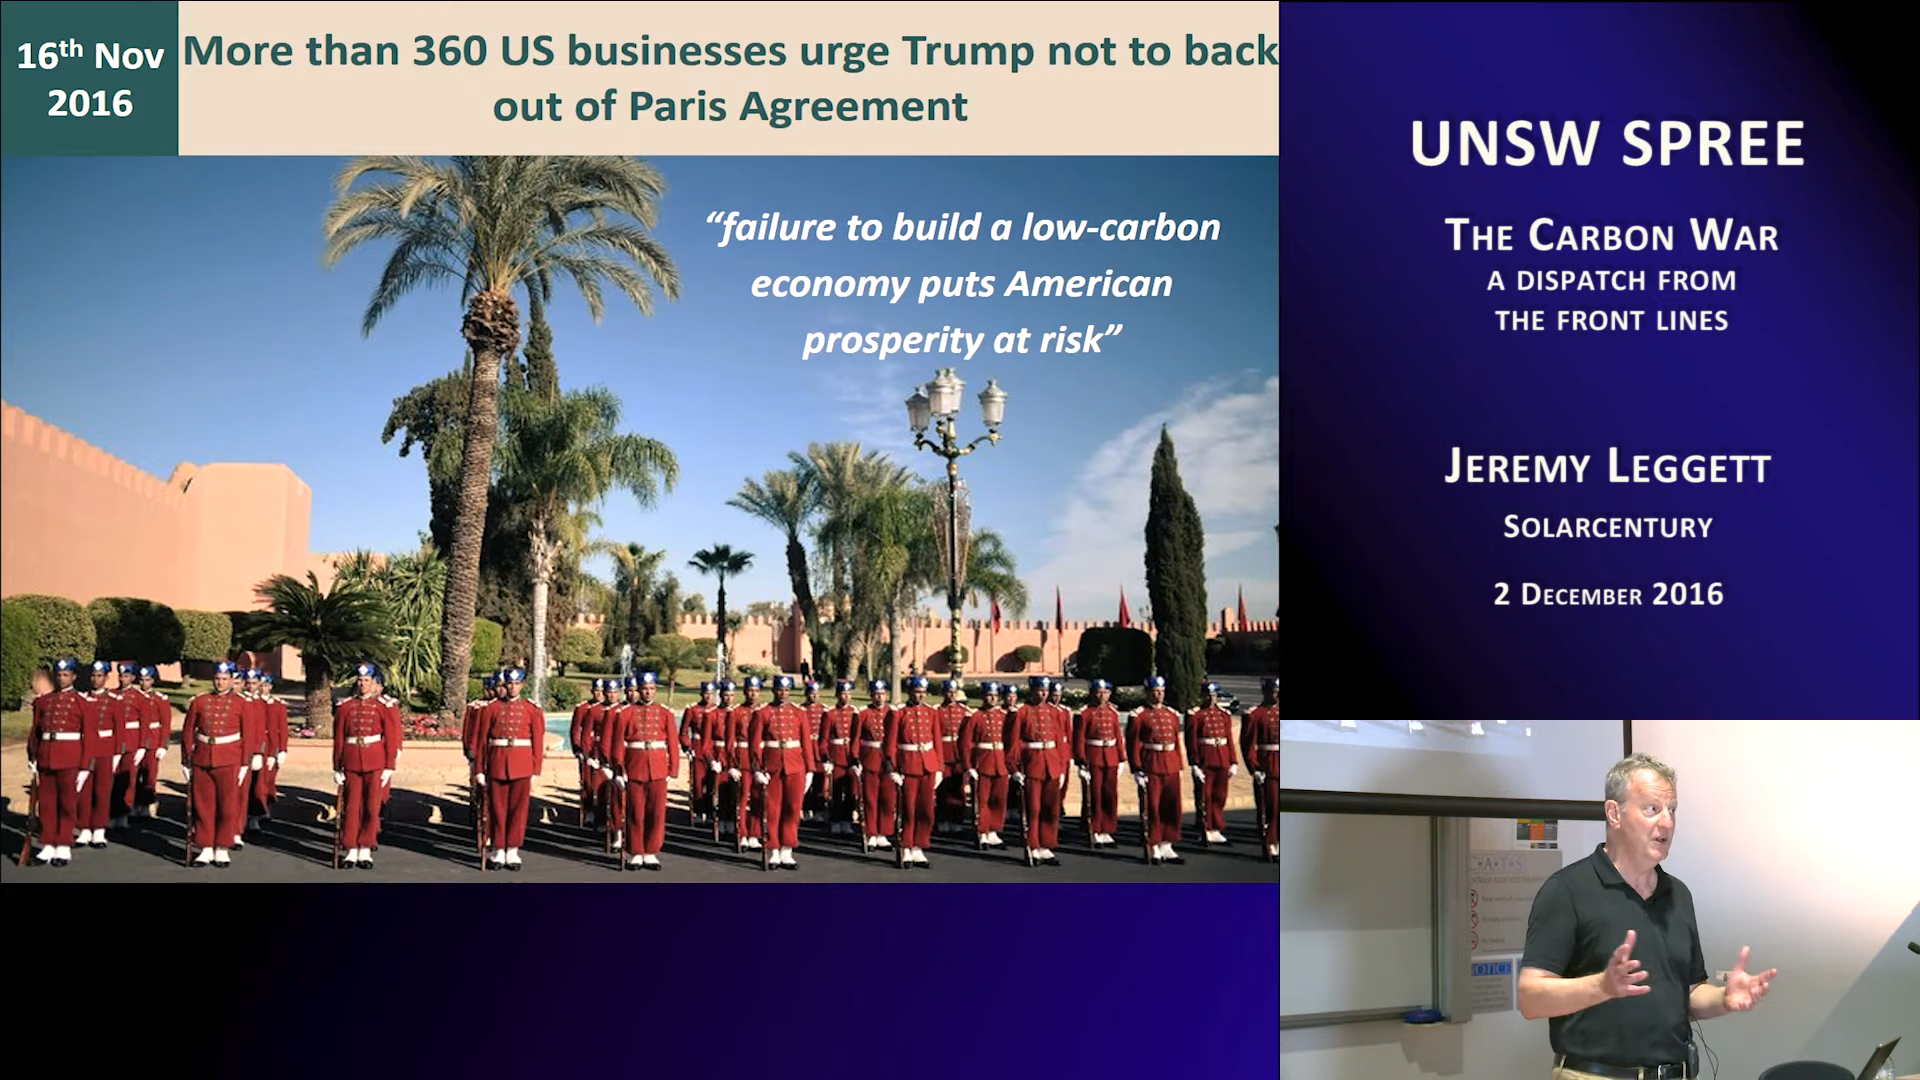 16th Nov
2016
More than 360 US businesses urge Trump not to back
out of Paris Agreement
“failure to build a low-carbon
economy puts American
prosperity at risk”
UNSW SPREE
The Carbon War
a dispatch from
the front lines
Jeremy Leggett
Solarcentury
2 December 2016
NOTICE